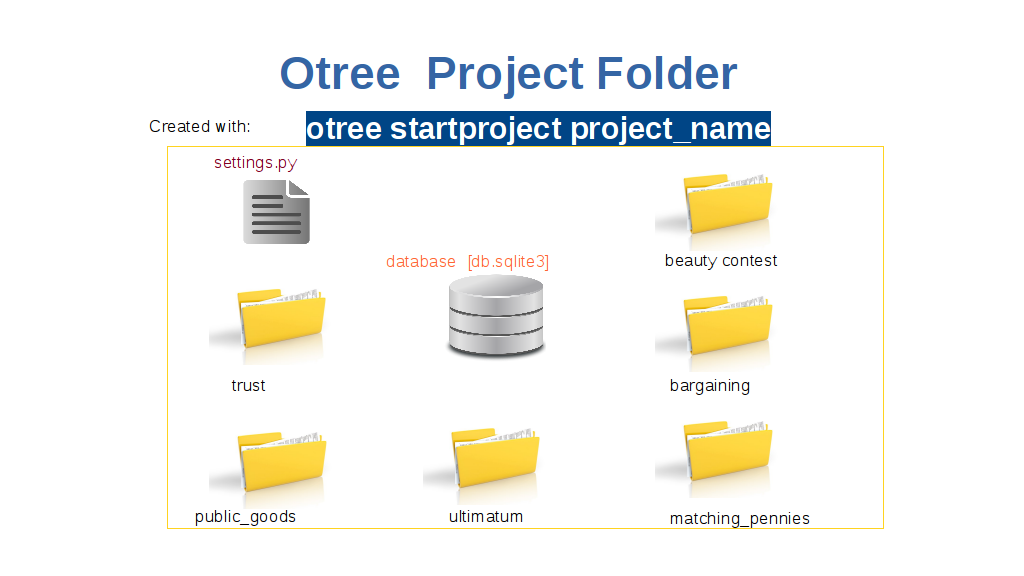 Otree Project Folder
Created with:
otree startproject project_name
settings.py
database [db.sqlite3]
beauty contest
trust
bargaining
public_goods
ultimatum
matching_pennies